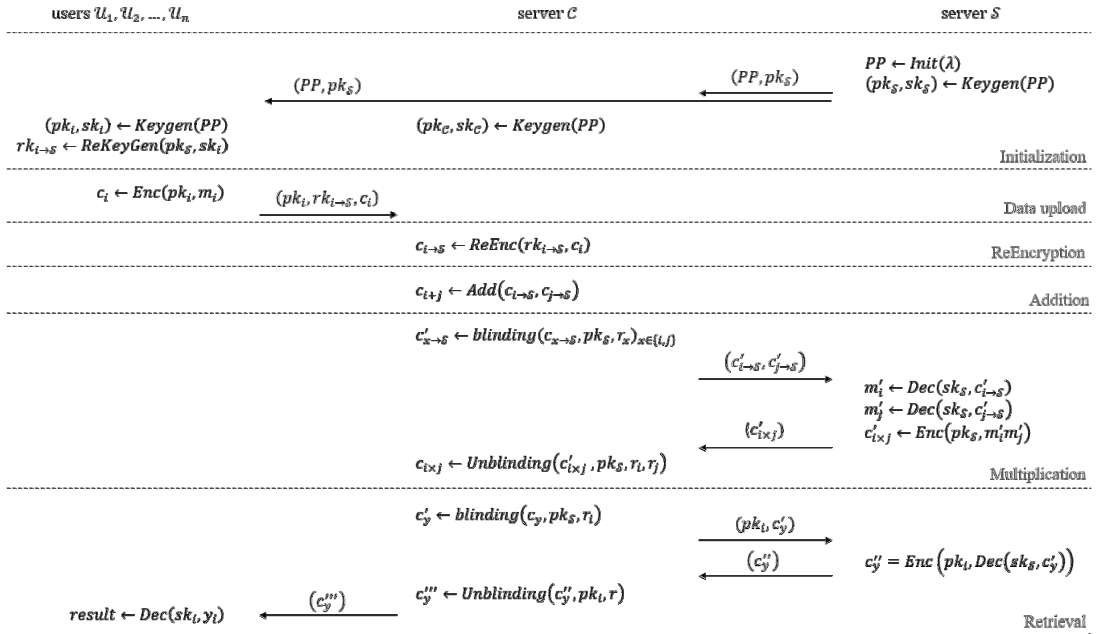 users 𝒰₁, 𝒰₂, ..., 𝒰ₙ server 𝒞 server 𝒮
PP ← Init(λ)
(PP, pk_𝒮) (PP, pk_𝒮) (pk_𝒮, sk_𝒮) ← Keygen(PP)
(pk_i, sk_i) ← Keygen(PP) (pk_𝒞, sk_𝒞) ← Keygen(PP)
rk_{i→𝒮} ← ReKeyGen(pk_𝒮, sk_i)
Initialization
c_i ← Enc(pk_i, m_i) (pk_i, rk_{i→𝒮}, c_i)
Data upload
c_{i→𝒮} ← ReEnc(rk_{i→𝒮}, c_i)
ReEncryption
c_{i+j} ← Add(c_{i→𝒮}, c_{j→𝒮})
Addition
c'_{x→𝒮} ← blinding(c_{x→𝒮}, pk_𝒮, r_x)_{x∈{i,j}}
(c'_{i→𝒮}, c'_{j→𝒮})
m'_i ← Dec(sk_𝒮, c'_{i→𝒮})
m'_j ← Dec(sk_𝒮, c'_{j→𝒮})
(c'_{i×j}) c'_{i×j} ← Enc(pk_𝒮, m'_i m'_j)
c_{i×j} ← Unblinding(c'_{i×j}, pk_𝒮, r_i, r_j)
Multiplication
c'_y ← blinding(c_y, pk_𝒮, r_i)
(pk_i, c'_y)
(c''_y) c''_y = Enc(pk_i, Dec(sk_𝒮, c'_y))
c'''_y ← Unblinding(c''_y, pk_i, r)
result ← Dec(sk_i, y_i) (c'''_y)
Retrieval